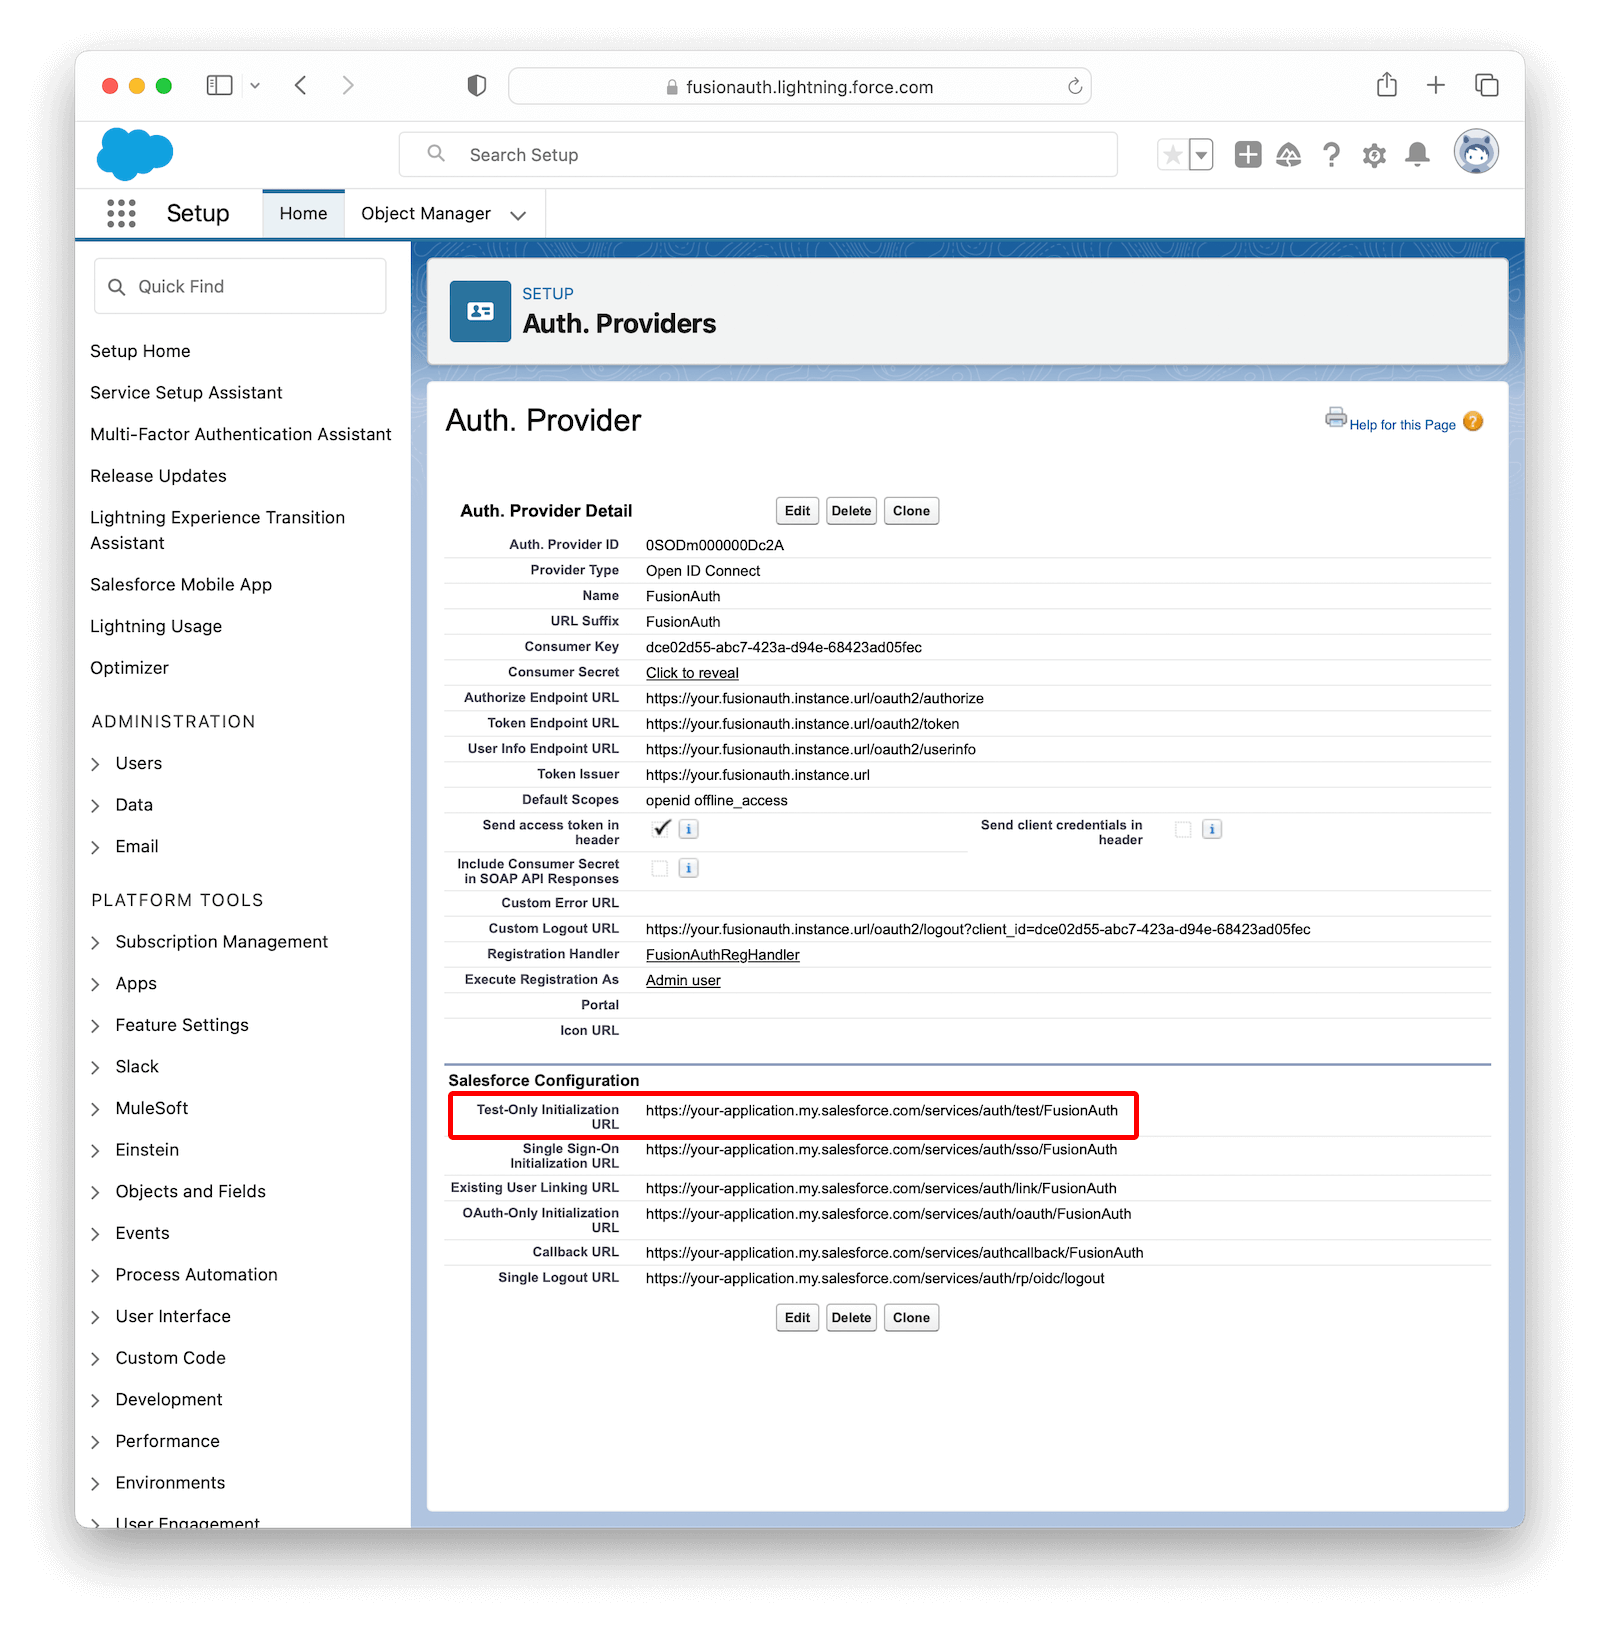 fusionauth.lightning.force.com
Search Setup
Setup
Home
Object Manager
Quick Find
Setup Home
Service Setup Assistant
Multi-Factor Authentication Assistant
Release Updates
Lightning Experience Transition
Assistant
Salesforce Mobile App
Lightning Usage
Optimizer
ADMINISTRATION
Users
Data
Email
PLATFORM TOOLS
Subscription Management
Apps
Feature Settings
Slack
MuleSoft
Einstein
Objects and Fields
Events
Process Automation
User Interface
Custom Code
Development
Performance
Environments
User Engagement
SETUP
Auth. Providers
Auth. Provider
Help for this Page ?
Auth. Provider Detail
Edit Delete Clone
Auth. Provider ID 0SODm000000Dc2A
Provider Type Open ID Connect
Name FusionAuth
URL Suffix FusionAuth
Consumer Key dce02d55-abc7-423a-d94e-68423ad05fec
Consumer Secret Click to reveal
Authorize Endpoint URL https://your.fusionauth.instance.url/oauth2/authorize
Token Endpoint URL https://your.fusionauth.instance.url/oauth2/token
User Info Endpoint URL https://your.fusionauth.instance.url/oauth2/userinfo
Token Issuer https://your.fusionauth.instance.url
Default Scopes openid offline_access
Send access token in
header
i
Send client credentials in
header
i
Include Consumer Secret
in SOAP API Responses
i
Custom Error URL
Custom Logout URL https://your.fusionauth.instance.url/oauth2/logout?client_id=dce02d55-abc7-423a-d94e-68423ad05fec
Registration Handler FusionAuthRegHandler
Execute Registration As Admin user
Portal
Icon URL
Salesforce Configuration
Test-Only Initialization
URL
https://your-application.my.salesforce.com/services/auth/test/FusionAuth
Single Sign-On
Initialization URL
https://your-application.my.salesforce.com/services/auth/sso/FusionAuth
Existing User Linking URL https://your-application.my.salesforce.com/services/auth/link/FusionAuth
OAuth-Only Initialization
URL
https://your-application.my.salesforce.com/services/auth/oauth/FusionAuth
Callback URL https://your-application.my.salesforce.com/services/authcallback/FusionAuth
Single Logout URL https://your-application.my.salesforce.com/services/auth/rp/oidc/logout
Edit Delete Clone